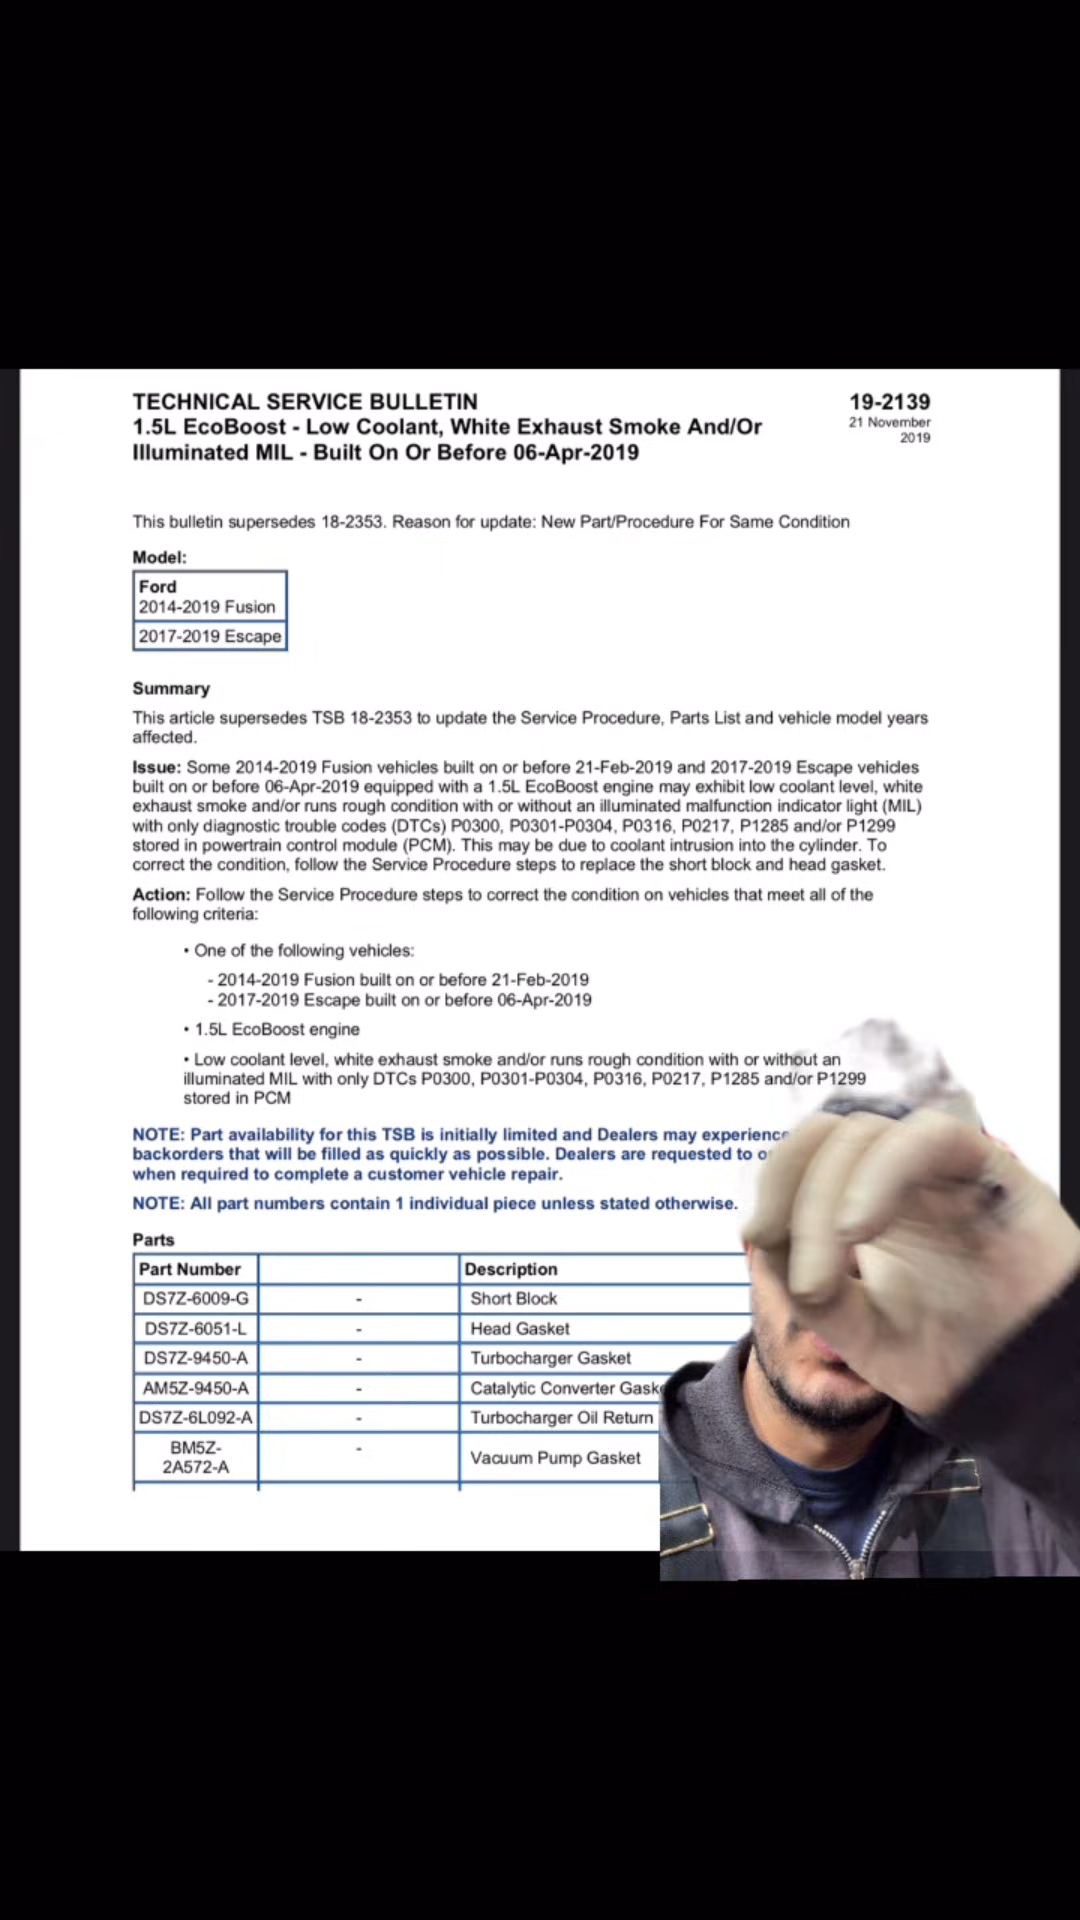 TECHNICAL SERVICE BULLETIN
19-2139
1.5L EcoBoost - Low Coolant, White Exhaust Smoke And/Or
21 November
Illuminated MIL - Built On Or Before 06-Apr-2019
2019
This bulletin supersedes 18-2353. Reason for update: New Part/Procedure For Same Condition
Model:
Ford
2014-2019 Fusion
2017-2019 Escape
Summary
This article supersedes TSB 18-2353 to update the Service Procedure, Parts List and vehicle model years
affected.
Issue: Some 2014-2019 Fusion vehicles built on or before 21-Feb-2019 and 2017-2019 Escape vehicles
built on or before 06-Apr-2019 equipped with a 1.5L EcoBoost engine may exhibit low coolant level, white
exhaust smoke and/or runs rough condition with or without an illuminated malfunction indicator light (MIL)
with only diagnostic trouble codes (DTCs) P0300, P0301-P0304, P0316, P0217, P1285 and/or P1299
stored in powertrain control module (PCM). This may be due to coolant intrusion into the cylinder. To
correct the condition, follow the Service Procedure steps to replace the short block and head gasket.
Action: Follow the Service Procedure steps to correct the condition on vehicles that meet all of the
following criteria:
• One of the following vehicles:
- 2014-2019 Fusion built on or before 21-Feb-2019
- 2017-2019 Escape built on or before 06-Apr-2019
• 1.5L EcoBoost engine
• Low coolant level, white exhaust smoke and/or runs rough condition with or without an
illuminated MIL with only DTCs P0300, P0301-P0304, P0316, P0217, P1285 and/or P1299
stored in PCM
NOTE: Part availability for this TSB is initially limited and Dealers may experience
backorders that will be filled as quickly as possible. Dealers are requested to
when required to complete a customer vehicle repair.
NOTE: All part numbers contain 1 individual piece unless stated otherwise.
Parts
Part Number Description
DS7Z-6009-G - Short Block
DS7Z-6051-L - Head Gasket
DS7Z-9450-A - Turbocharger Gasket
AM5Z-9450-A - Catalytic Converter
DS7Z-6L092-A - Turbocharger Oil Return
BM5Z-
2A572-A - Vacuum Pump Gasket